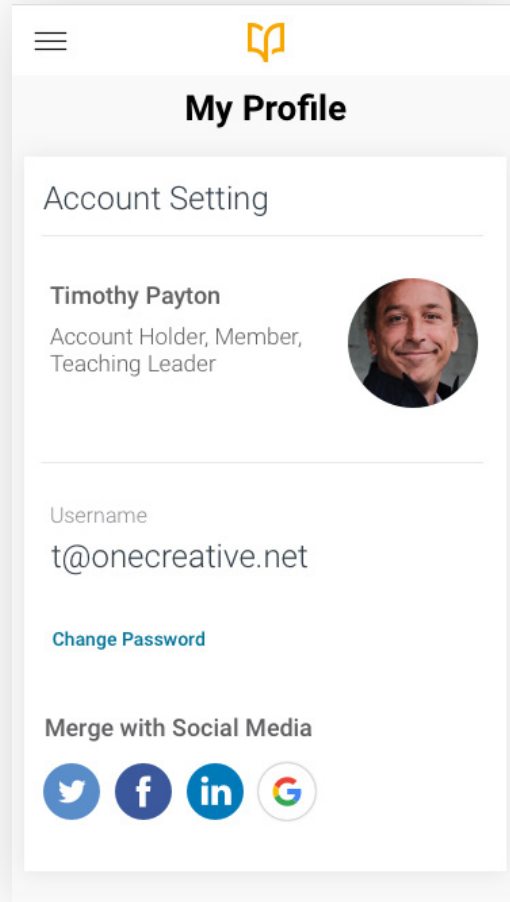 My Profile
Account Setting
Timothy Payton
Account Holder, Member,
Teaching Leader
Username
t@onecreative.net
Change Password
Merge with Social Media
f
in
G